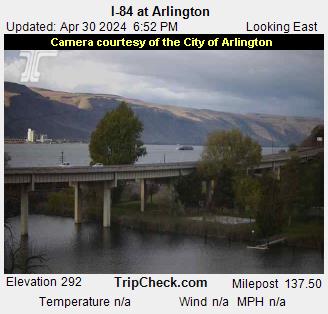 I-84 at Arlington
Updated: Apr 30 2024 6:52 PM Looking East
Camera courtesy of the City of Arlington
Elevation 292 TripCheck.com Milepost 137.50
Temperature n/a Wind n/a MPH n/a